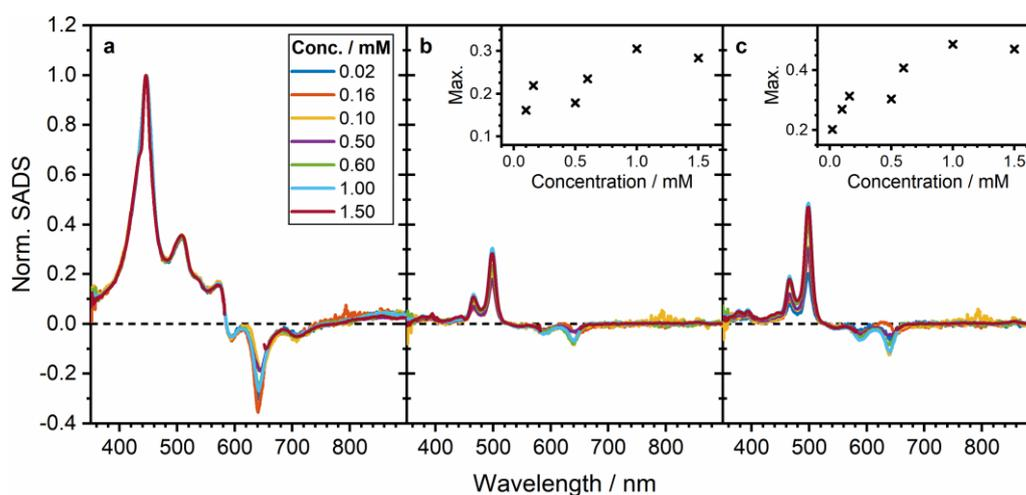 Norm. SADS
1.2
1.0
0.8
0.6
0.4
0.2
0.0
-0.2
-0.4
a
Conc. / mM
0.02
0.16
0.10
0.50
0.60
1.00
1.50
400 500 600 700 800
b
Max.
0.3
0.2
0.1
0.0 0.5 1.0 1.5
Concentration / mM
400 500 600 700 800
c
Max.
0.4
0.2
0.0 0.5 1.0 1.5
Concentration / mM
400 500 600 700 800
Wavelength / nm